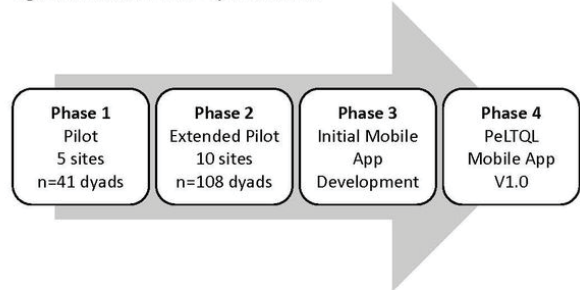 Phase 1
Pilot
5 sites
n=41 dyads
Phase 2
Extended Pilot
10 sites
n=108 dyads
Phase 3
Initial Mobile
App
Development
Phase 4
PeLTQL
Mobile App
V1.0